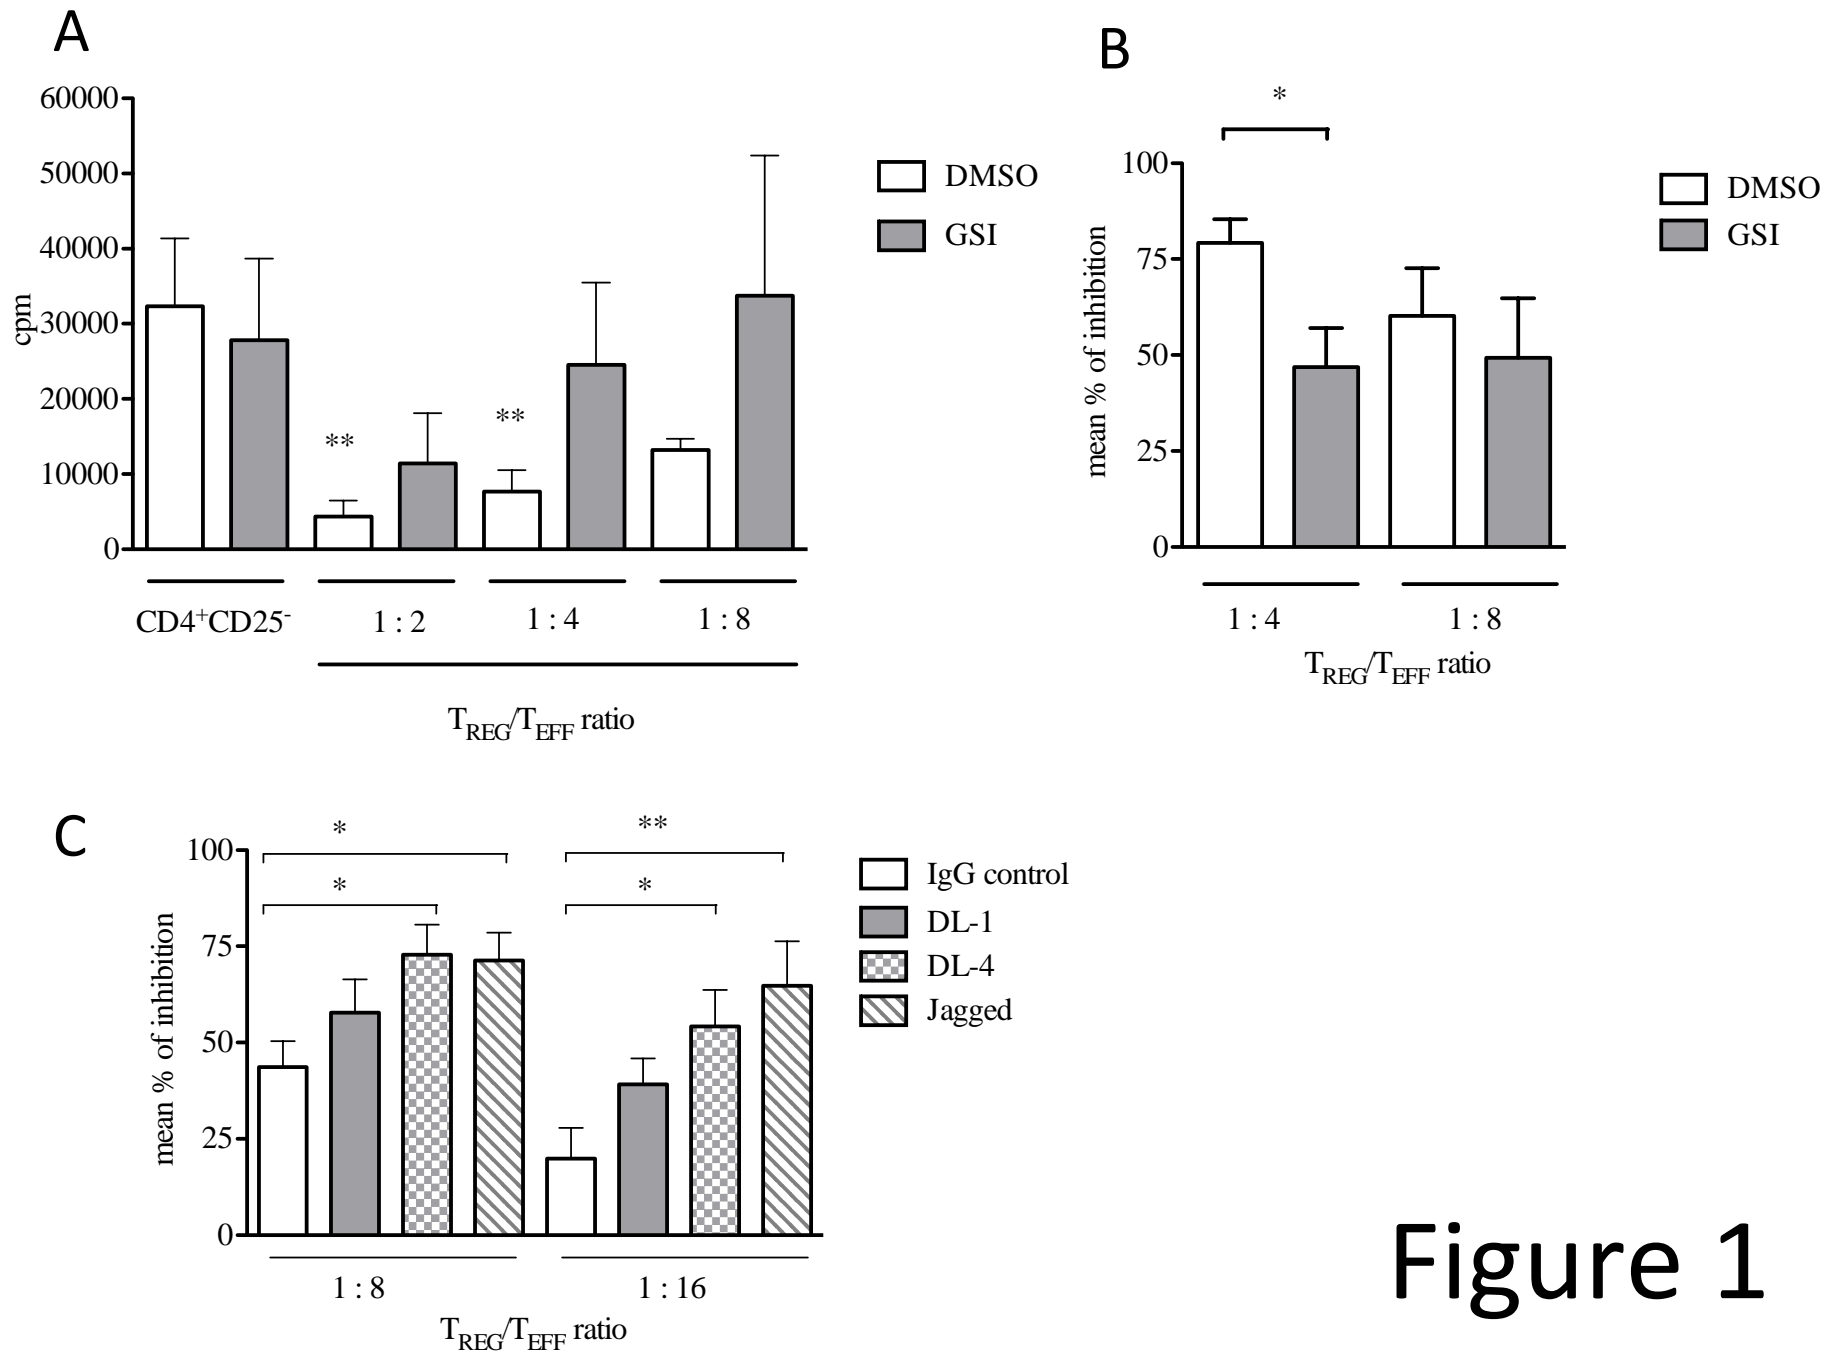 A
60000
50000
40000
30000
20000
10000
0
cpm
**
**
DMSO
GSI
CD4⁺CD25⁻
1 : 2
1 : 4
1 : 8
TREG/TEFF ratio
B
*
100
75
50
25
0
mean % of inhibition
DMSO
GSI
1 : 4
1 : 8
TREG/TEFF ratio
C
100
75
50
25
0
mean % of inhibition
*
*
**
*
IgG control
DL-1
DL-4
Jagged
1 : 8
1 : 16
TREG/TEFF ratio
Figure 1